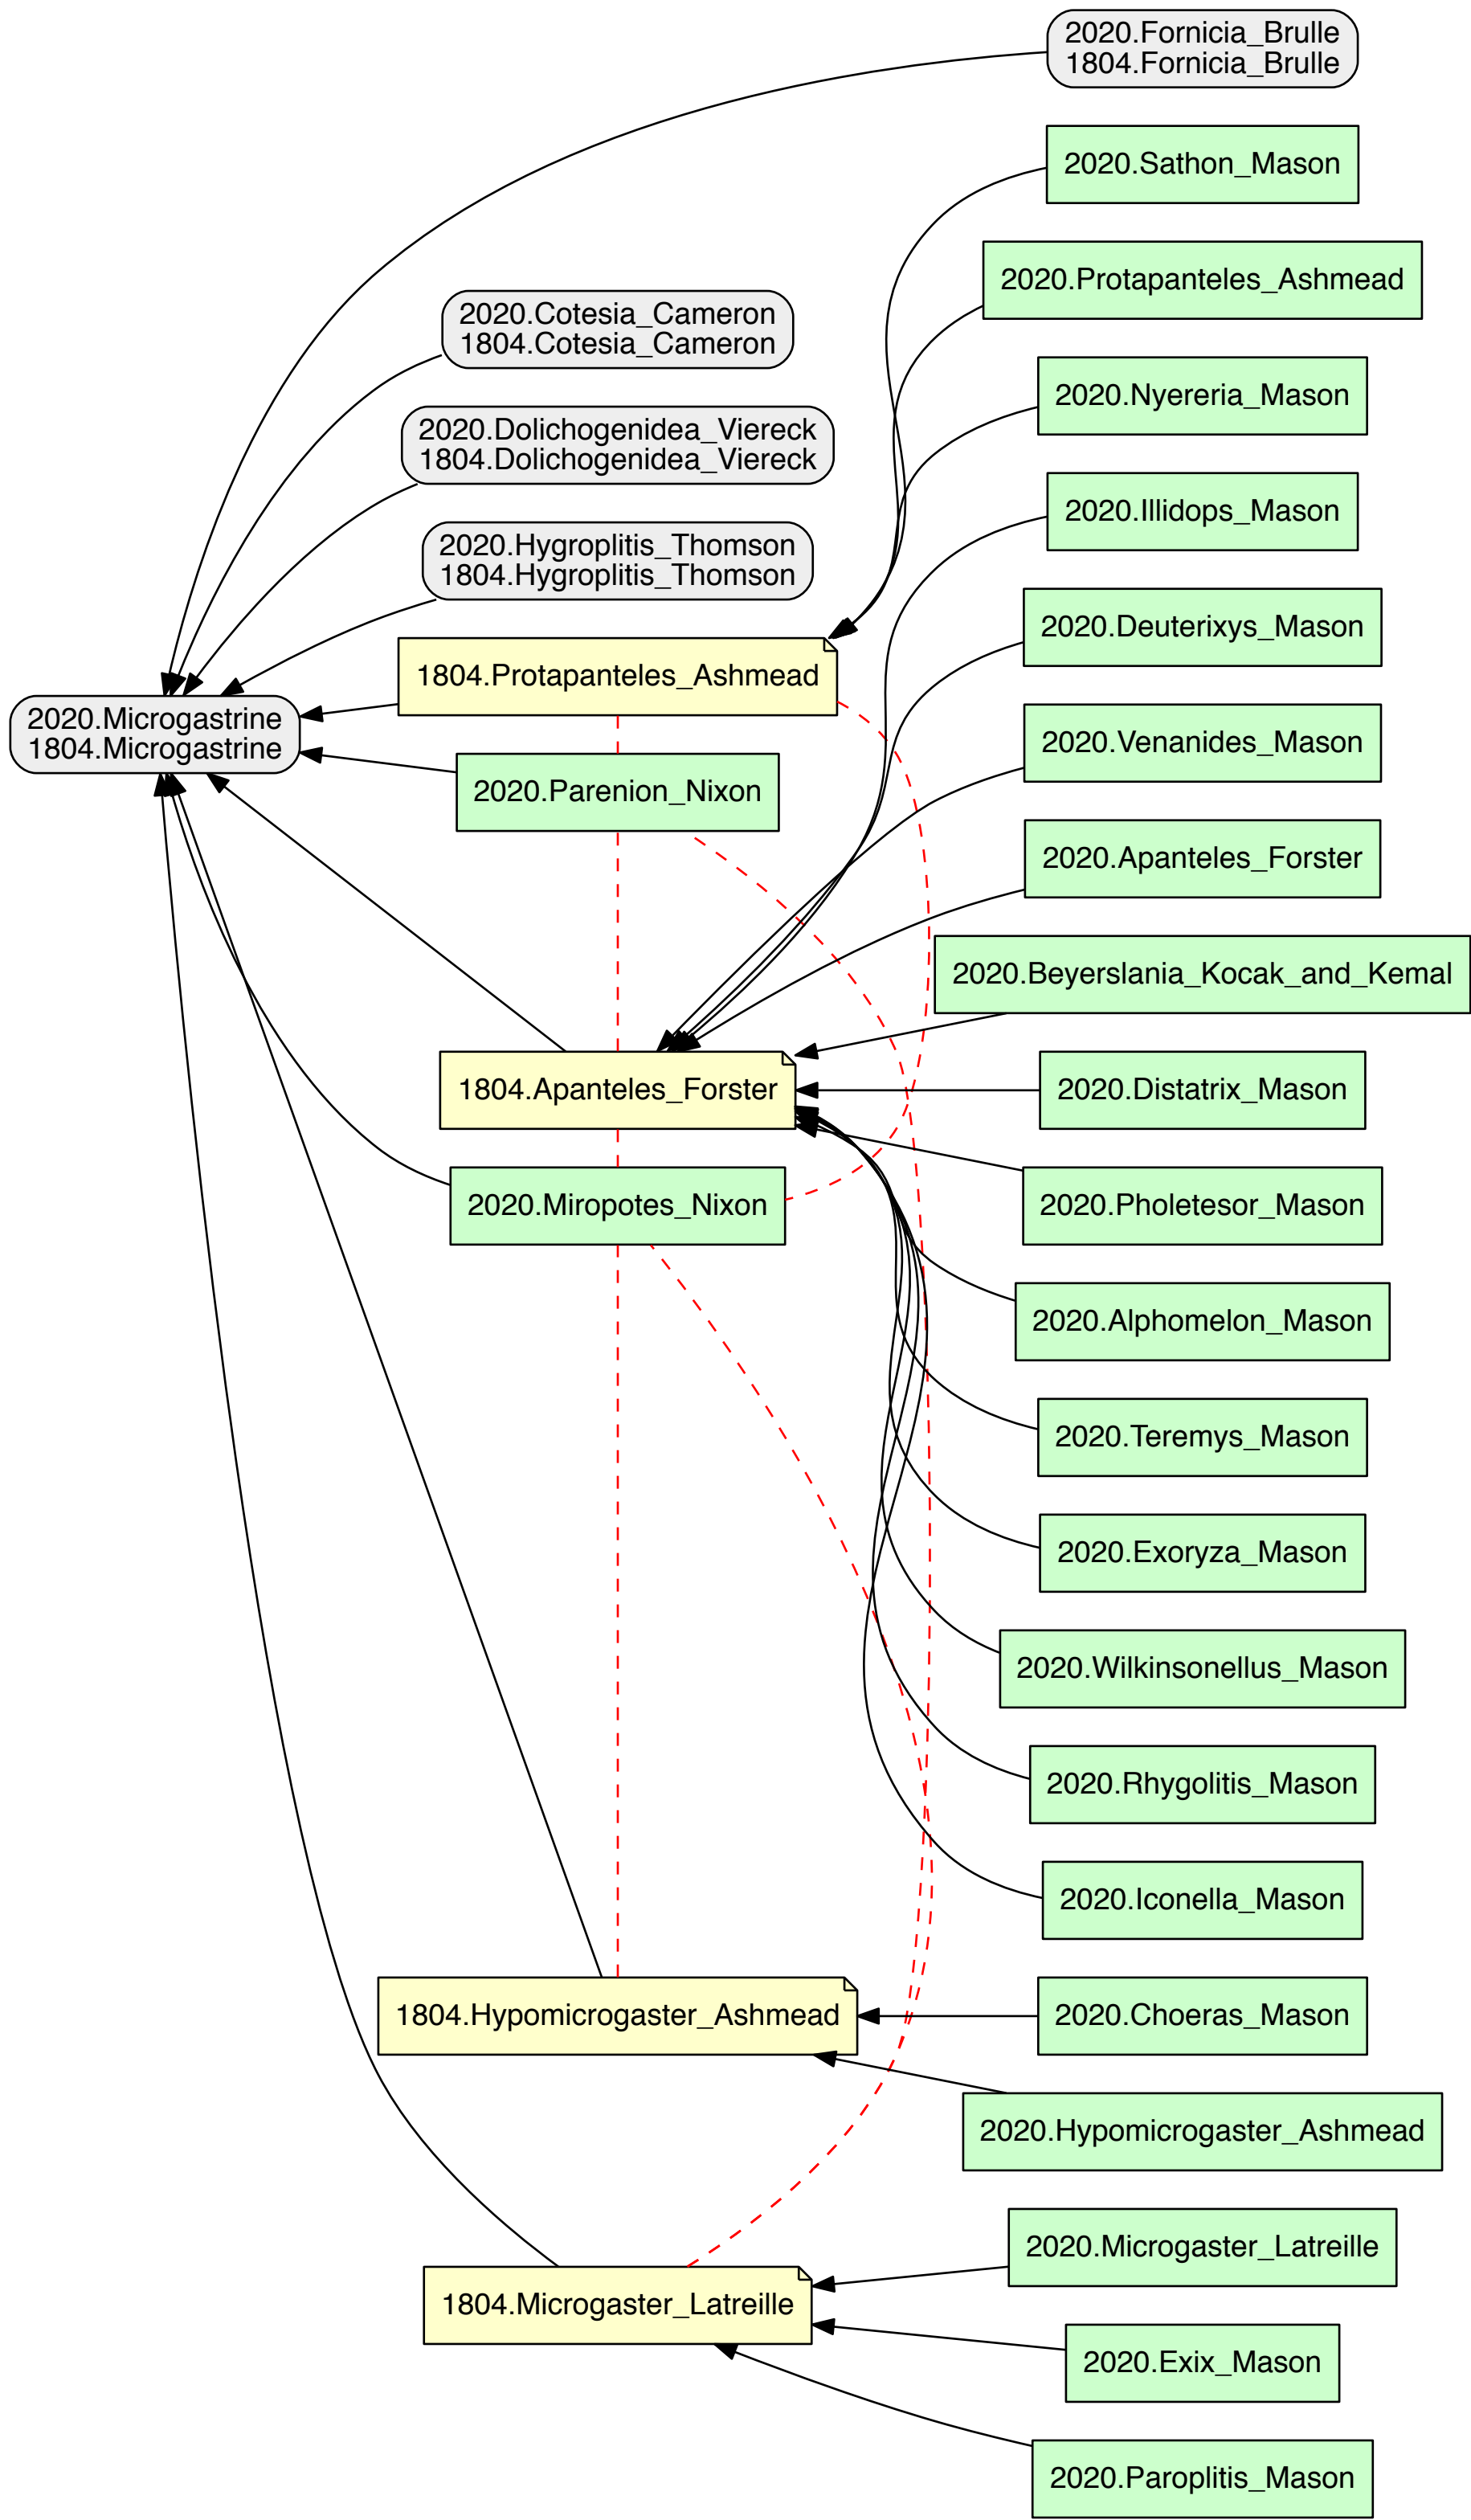 2020.Fornicia_Brulle
1804.Fornicia_Brulle
2020.Sathon_Mason
2020.Protapanteles_Ashmead
2020.Cotesia_Cameron
1804.Cotesia_Cameron
2020.Nyereria_Mason
2020.Dolichogenidea_Viereck
1804.Dolichogenidea_Viereck
2020.Illidops_Mason
2020.Hygroplitis_Thomson
1804.Hygroplitis_Thomson
2020.Deuterixys_Mason
1804.Protapanteles_Ashmead
2020.Microgastrine
1804.Microgastrine
2020.Venanides_Mason
2020.Parenion_Nixon
2020.Apanteles_Forster
2020.Beyerslania_Kocak_and_Kemal
1804.Apanteles_Forster
2020.Distatrix_Mason
2020.Miropotes_Nixon
2020.Pholetesor_Mason
2020.Alphomelon_Mason
2020.Teremys_Mason
2020.Exoryza_Mason
2020.Wilkinsonellus_Mason
2020.Rhygolitis_Mason
2020.Iconella_Mason
1804.Hypomicrogaster_Ashmead
2020.Choeras_Mason
2020.Hypomicrogaster_Ashmead
2020.Microgaster_Latreille
1804.Microgaster_Latreille
2020.Exix_Mason
2020.Paroplitis_Mason